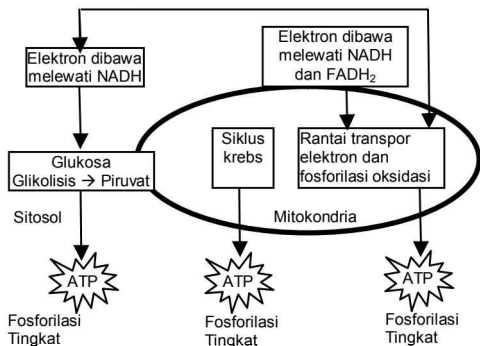 Elektron dibawa
melewati NADH
Elektron dibawa
melewati NADH
dan FADH₂
Glukosa
Glikolisis → Piruvat
Siklus
krebs
Rantai transpor
elektron dan
fosforilasi oksidasi
Sitosol
Mitokondria
ATP
ATP
ATP
Fosforilasi
Tingkat
Fosforilasi
Tingkat
Fosforilasi
Tingkat